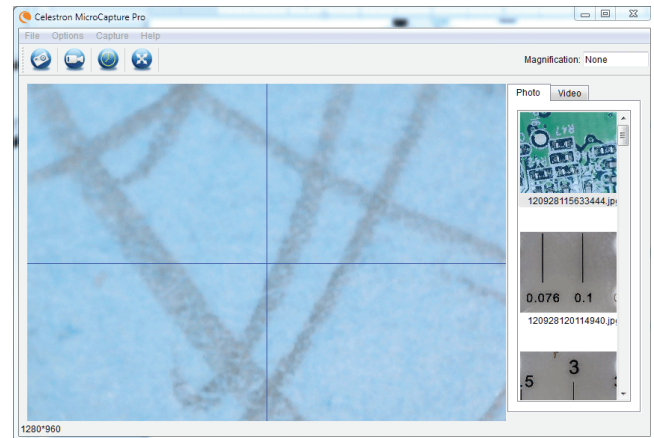 Celestron MicroCapture Pro
File Options Capture Help
Magnification: None
Photo Video
R47
120928115633444.jp
0.076 0.1
120928120114940.jp
.5 3
1280*960